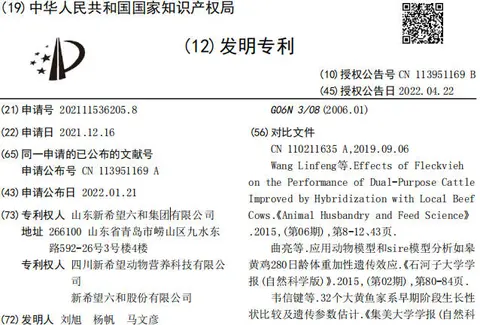 (19) 中华人民共和国国家知识产权局
(12) 发明专利
(10) 授权公告号 CN 113951169 B
(45) 授权公告日 2022.04.22
(21) 申请号 202111536205.8
(22) 申请日 2021.12.16
(65) 同一申请的已公布的文献号
申请公布号 CN 113951169 A
(43) 申请公布日 2022.01.21
(73) 专利权人 山东新希望六和集团有限公司
地址 266100 山东省青岛市崂山区九水东
路592-26号3号楼4楼
专利权人 四川新希望动物营养科技有限公
司
新希望六和股份有限公司
(72) 发明人 刘旭 杨帆 马文彦
G06N 3/08 (2006.01)
(56) 对比文件
CN 110211635 A,2019.09.06
Wang Linfeng等.Effects of Fleckvieh
on the Performance of Dual-Purpose Cattle
Improved by Hybridization with Local Beef
Cows.《Animal Husbandry and Feed Science》
.2015,(第06期),第8-12,43页.
曲亮等.应用动物模型和sire模型分析如皋
黄鸡280日龄体重加性遗传效应.《石河子大学学
报(自然科学版)》.2015,(第02期),第80-84页.
韦信键等.32个大黄鱼家系早期阶段生长性
状比较及遗传参数估计.《集美大学学报(自然科